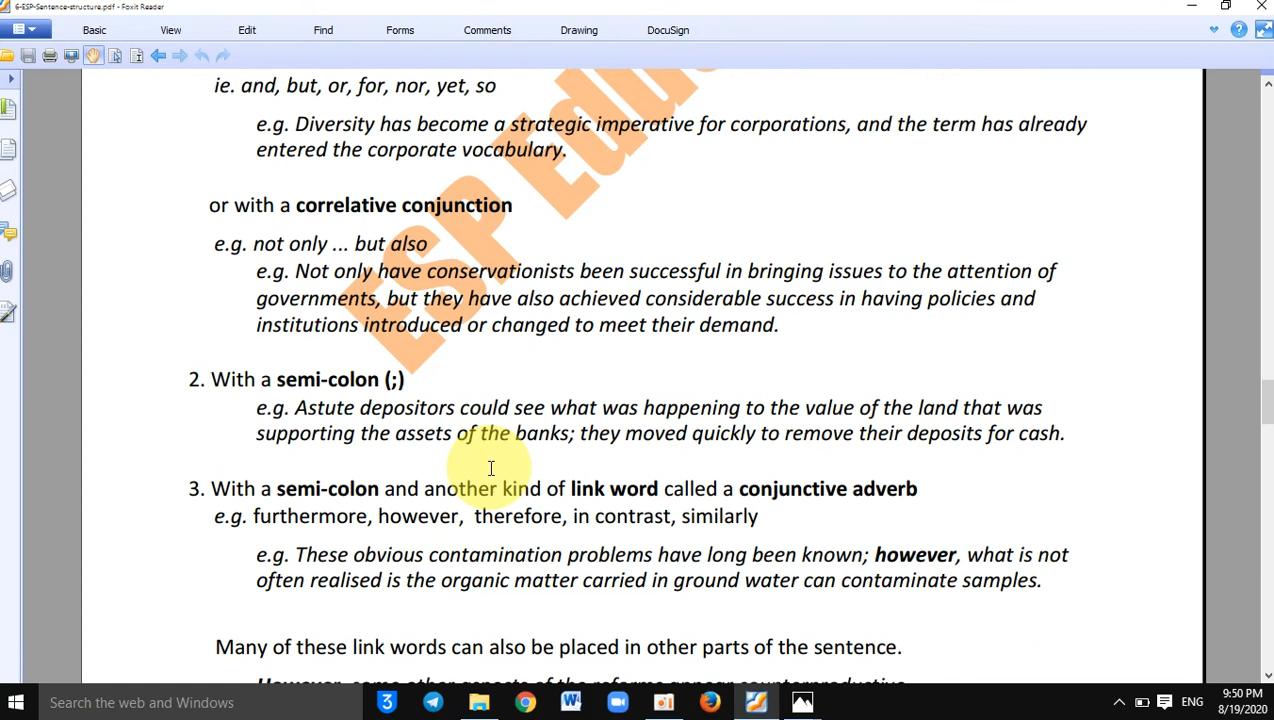 6-ESP-Sentence-structure.pdf - Foxit Reader
Basic View Edit Find Forms Comments Drawing DocuSign
ie. and, but, or, for, nor, yet, so
e.g. Diversity has become a strategic imperative for corporations, and the term has already
entered the corporate vocabulary.
or with a correlative conjunction
e.g. not only ... but also
e.g. Not only have conservationists been successful in bringing issues to the attention of
governments, but they have also achieved considerable success in having policies and
institutions introduced or changed to meet their demand.
2. With a semi-colon (;)
e.g. Astute depositors could see what was happening to the value of the land that was
supporting the assets of the banks; they moved quickly to remove their deposits for cash.
3. With a semi-colon and another kind of link word called a conjunctive adverb
e.g. furthermore, however, therefore, in contrast, similarly
e.g. These obvious contamination problems have long been known; however, what is not
often realised is the organic matter carried in ground water can contaminate samples.
Many of these link words can also be placed in other parts of the sentence.
However, some other aspects of the reforms appear counterproductive.
ESP Edu
Search the web and Windows
ENG
9:50 PM
8/19/2020